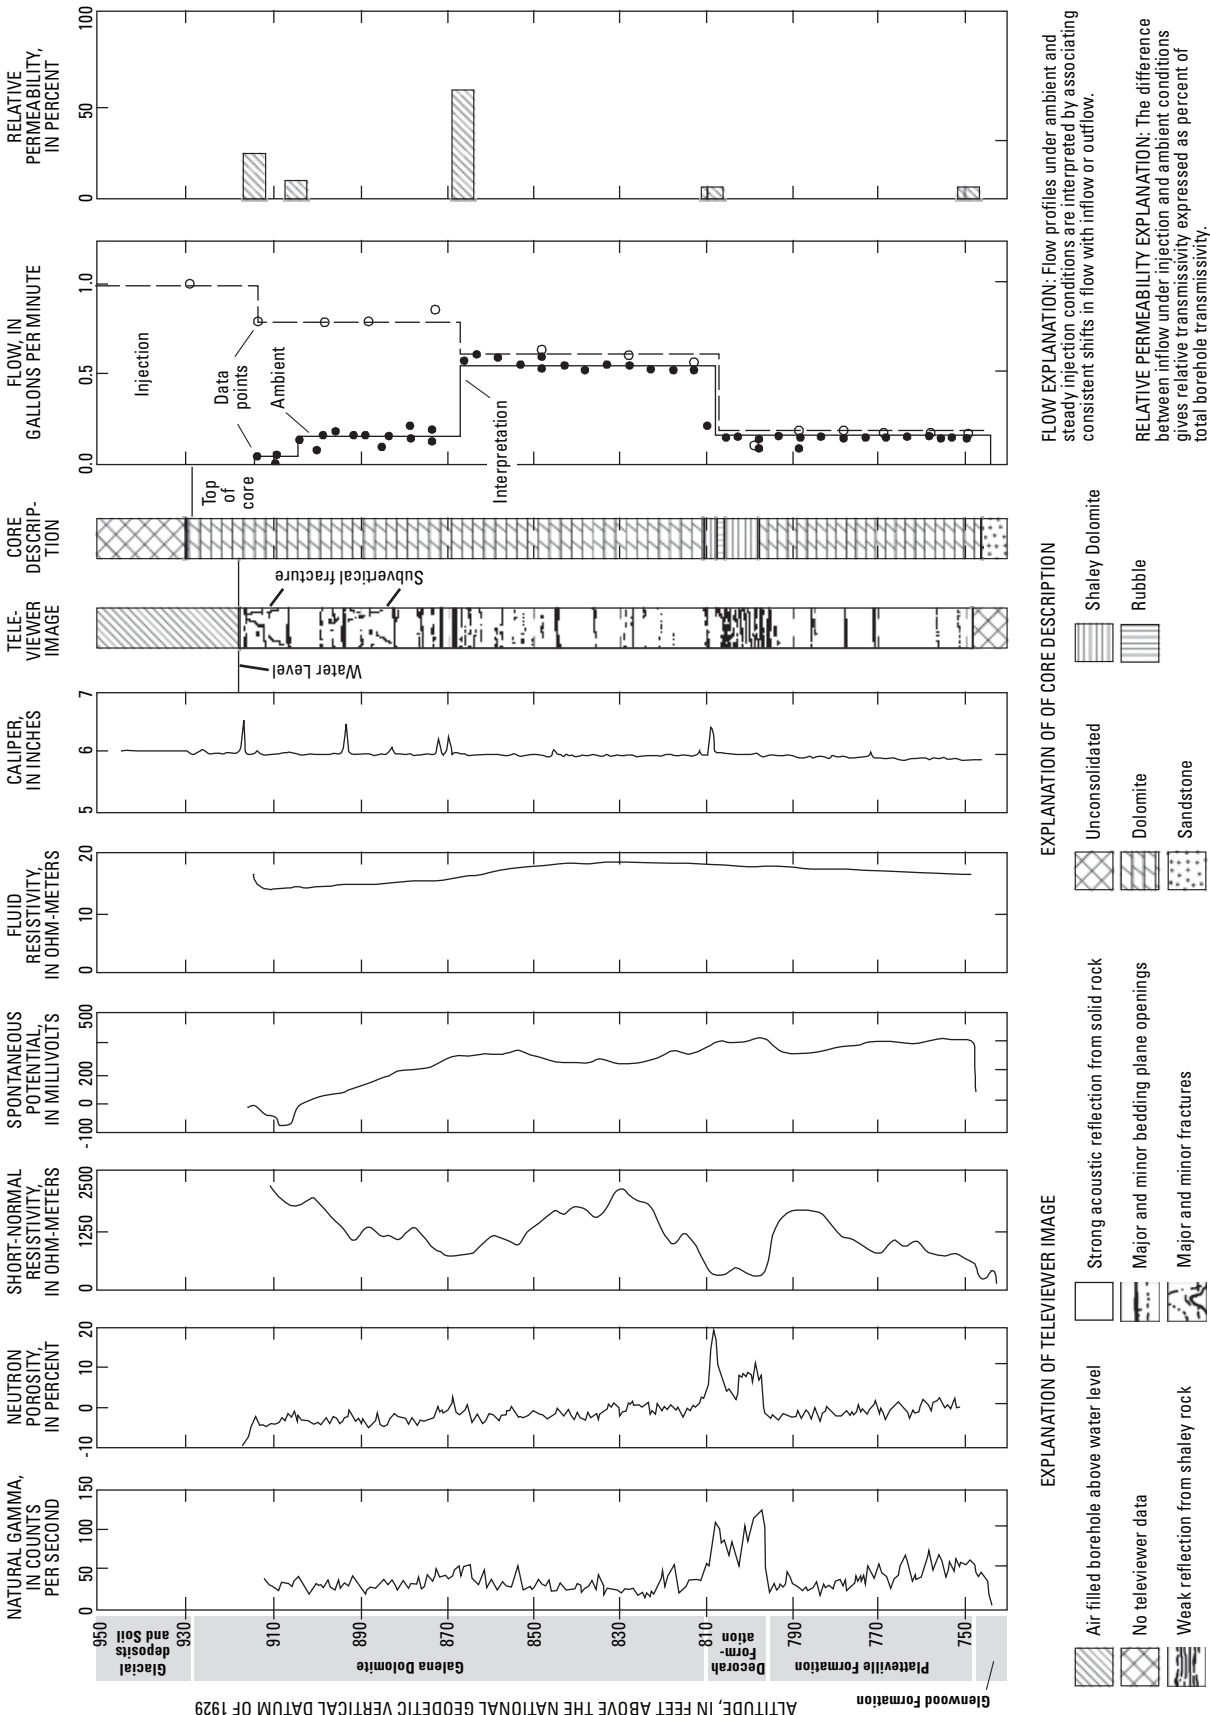 RELATIVE
PERMEABILITY,
IN PERCENT
100
50
0
FLOW, IN
GALLONS PER MINUTE
1.0
0.5
0.0
Injection
Data
points
Ambient
Interpretation
CORE
DESCRIP-
TION
Top
of
core
TELE-
VIEWER
IMAGE
Subvertical fracture
Water Level
CALIPER,
IN INCHES
7
6
5
FLUID
RESISTIVITY,
IN OHM-METERS
20
10
0
SPONTANEOUS
POTENTIAL,
IN MILLIVOLTS
500
200
0
-100
SHORT-NORMAL
RESISTIVITY,
IN OHM-METERS
2500
1250
0
NEUTRON
POROSITY,
IN PERCENT
20
10
0
-10
NATURAL GAMMA,
IN COUNTS
PER SECOND
150
100
50
0
950
930
910
890
870
850
830
810
790
770
750
Glacial
deposits
and Soil
Galena Dolomite
Decorah
Form-
ation
Platteville Formation
Glenwood Formation
ALTITUDE, IN FEET ABOVE THE NATIONAL GEODETIC VERTICAL DATUM OF 1929
EXPLANATION OF TELEVIEWER IMAGE
Air filled borehole above water level
No televiewer data
Weak reflection from shaley rock
Strong acoustic reflection from solid rock
Major and minor bedding plane openings
Major and minor fractures
EXPLANATION OF OF CORE DESCRIPTION
Unconsolidated
Dolomite
Sandstone
Shaley Dolomite
Rubble
FLOW EXPLANATION: Flow profiles under ambient and
steady injection conditions are interpreted by associating
consistent shifts in flow with inflow or outflow.
RELATIVE PERMEABILITY EXPLANATION: The difference
between inflow under injection and ambient conditions
gives relative transmissivity expressed as percent of
total borehole transmissivity.